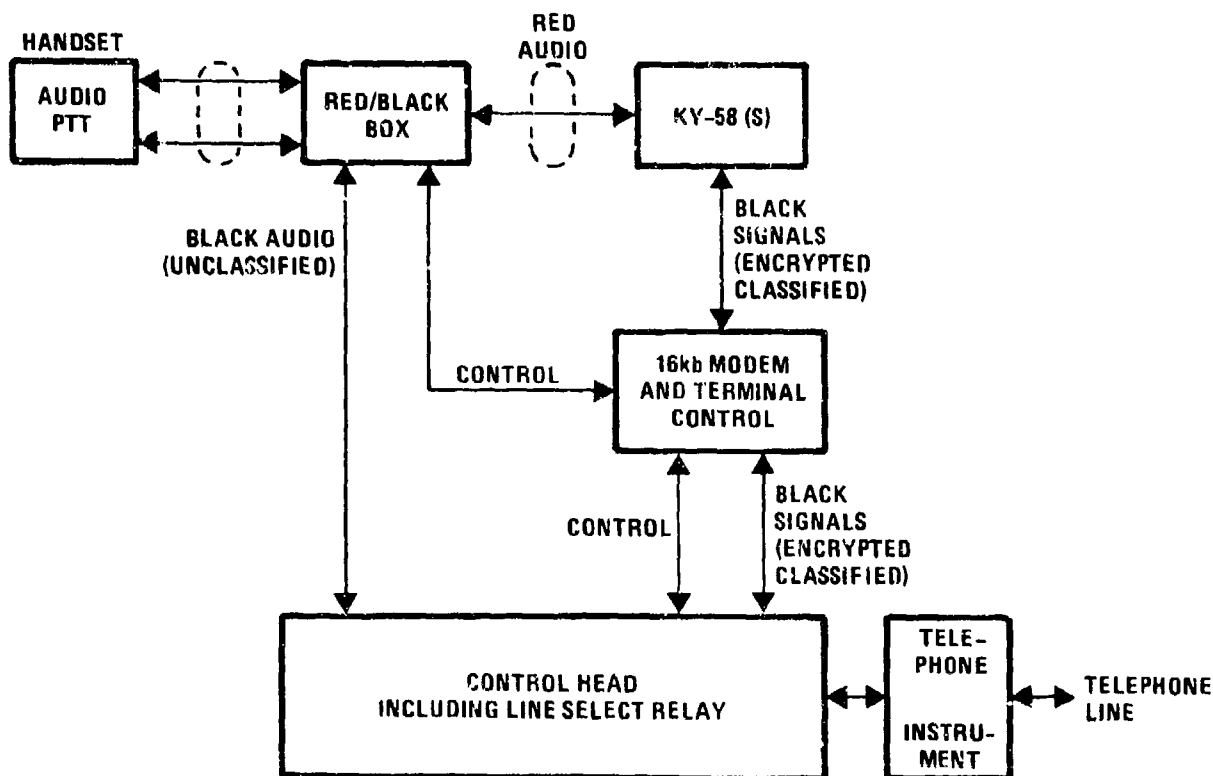 HANDSET
AUDIO
PTT
RED/BLACK
BOX
RED
AUDIO
KY-58 (S)
BLACK AUDIO
(UNCLASSIFIED)
BLACK
SIGNALS
(ENCRYPTED
CLASSIFIED)
CONTROL
16kb MODEM
AND TERMINAL
CONTROL
CONTROL
BLACK
SIGNALS
(ENCRYPTED
CLASSIFIED)
CONTROL HEAD
INCLUDING LINE SELECT RELAY
TELE-
PHONE
INSTRU-
MENT
TELEPHONE
LINE